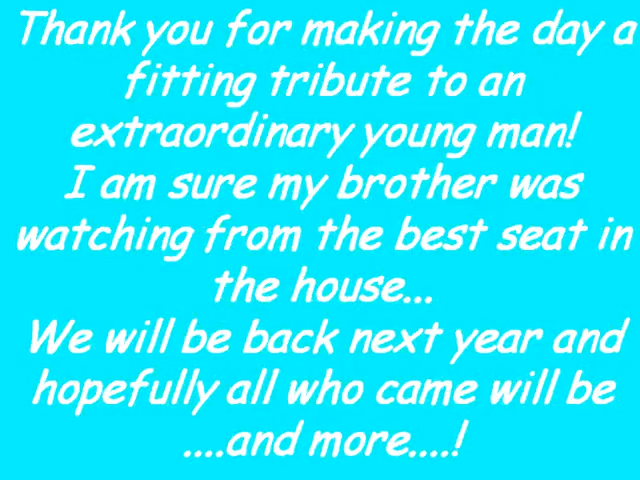 Thank you for making the day a
fitting tribute to an
extraordinary young man!
I am sure my brother was
watching from the best seat in
the house...
We will be back next year and
hopefully all who came will be
....and more....!